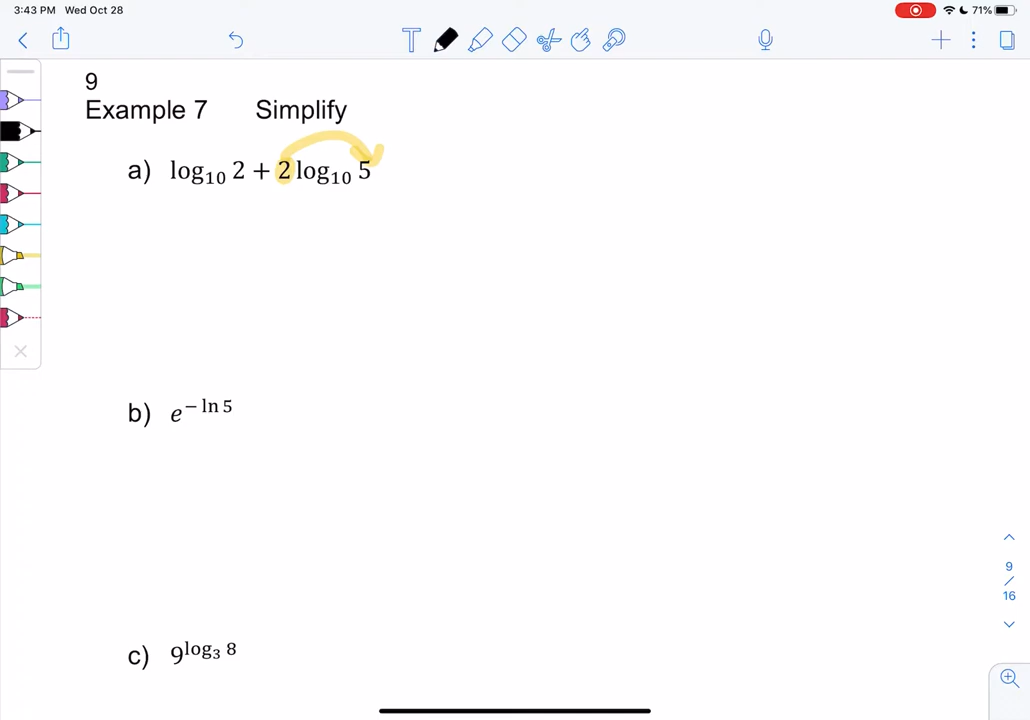 3:43 PM Wed Oct 28
71%
9
Example 7 Simplify
a) log₁₀ 2 + 2 log₁₀ 5
b) e^{− ln 5}
c) 9^{log₃ 8}
9
/
16